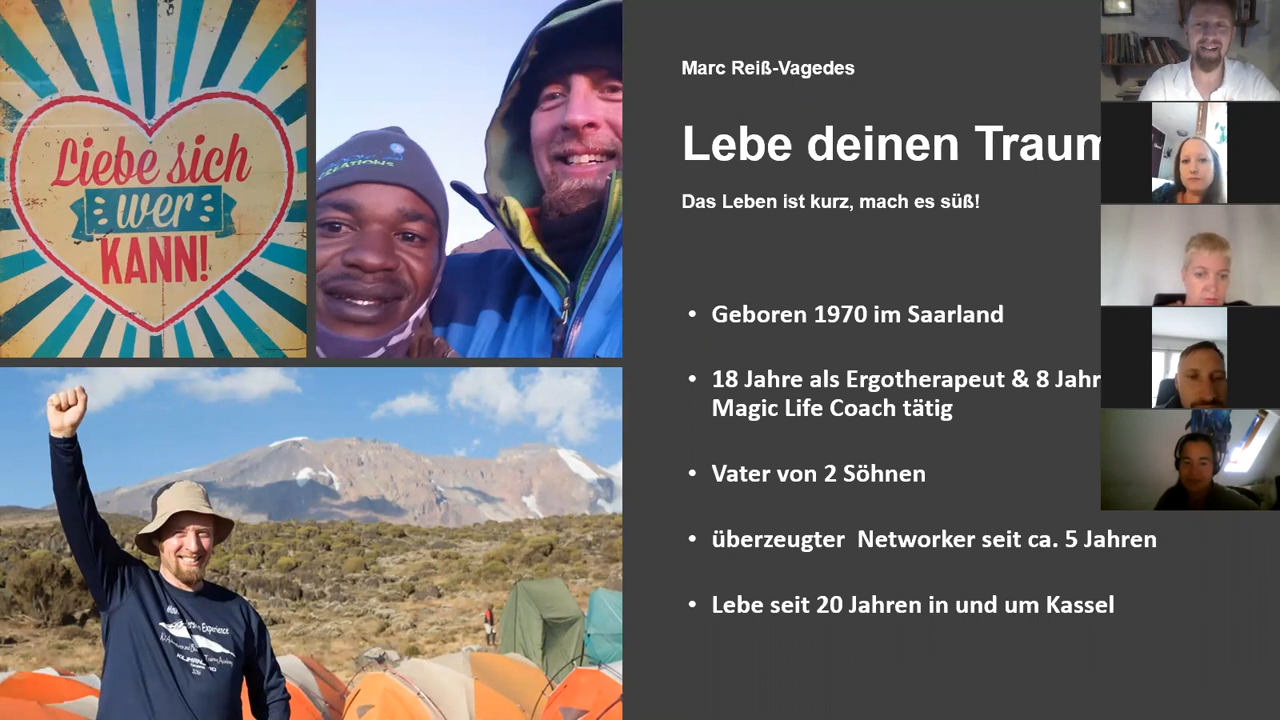 Liebe sich
wer
KANN!
Marc Reiß-Vagedes
Lebe deinen Traum
Das Leben ist kurz, mach es süß!
• Geboren 1970 im Saarland
• 18 Jahre als Ergotherapeut & 8 Jahr
Magic Life Coach tätig
• Vater von 2 Söhnen
• überzeugter  Networker seit ca. 5 Jahren
• Lebe seit 20 Jahren in und um Kassel